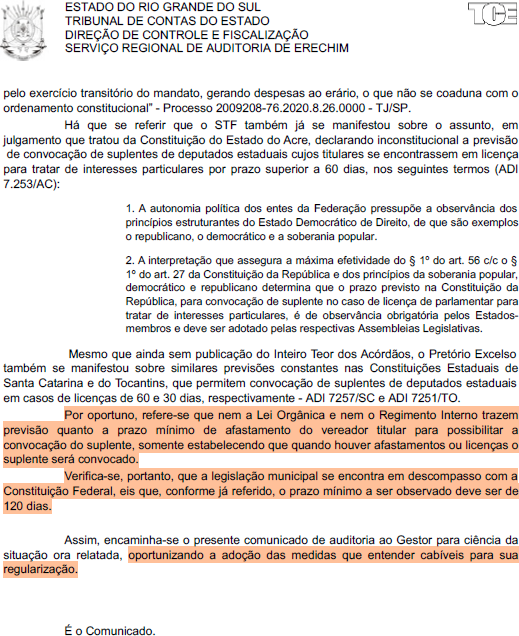 ESTADO DO RIO GRANDE DO SUL
TRIBUNAL DE CONTAS DO ESTADO
DIREÇÃO DE CONTROLE E FISCALIZAÇÃO
SERVIÇO REGIONAL DE AUDITORIA DE ERECHIM
TCE
pelo exercício transitório do mandato, gerando despesas ao erário, o que não se coaduna com o
ordenamento constitucional” - Processo 2009208-76.2020.8.26.0000 - TJ/SP.
Há que se referir que o STF também já se manifestou sobre o assunto, em
julgamento que tratou da Constituição do Estado do Acre, declarando inconstitucional a previsão
de convocação de suplentes de deputados estaduais cujos titulares se encontrassem em licença
para tratar de interesses particulares por prazo superior a 60 dias, nos seguintes termos (ADI
7.253/AC):
1. A autonomia política dos entes da Federação pressupõe a observância dos
princípios estruturantes do Estado Democrático de Direito, de que são exemplos
o republicano, o democrático e a soberania popular.
2. A interpretação que assegura a máxima efetividade do § 1º do art. 56 c/c o §
1º do art. 27 da Constituição da República e dos princípios da soberania popular,
democrático e republicano determina que o prazo previsto na Constituição da
República, para convocação de suplente no caso de licença de parlamentar para
tratar de interesses particulares, é de observância obrigatória pelos Estados-
membros e deve ser adotado pelas respectivas Assembleias Legislativas.
Mesmo que ainda sem publicação do Inteiro Teor dos Acórdãos, o Pretório Excelso
também se manifestou sobre similares previsões constantes nas Constituições Estaduais de
Santa Catarina e do Tocantins, que permitem convocação de suplentes de deputados estaduais
em casos de licenças de 60 e 30 dias, respectivamente - ADI 7257/SC e ADI 7251/TO.
Por oportuno, refere-se que nem a Lei Orgânica e nem o Regimento Interno trazem
previsão quanto a prazo mínimo de afastamento do vereador titular para possibilitar a
convocação do suplente, somente estabelecendo que quando houver afastamentos ou licenças o
suplente será convocado.
Verifica-se, portanto, que a legislação municipal se encontra em descompasso com a
Constituição Federal, eis que, conforme já referido, o prazo mínimo a ser observado deve ser de
120 dias.
Assim, encaminha-se o presente comunicado de auditoria ao Gestor para ciência da
situação ora relatada, oportunizando a adoção das medidas que entender cabíveis para sua
regularização.
É o Comunicado.